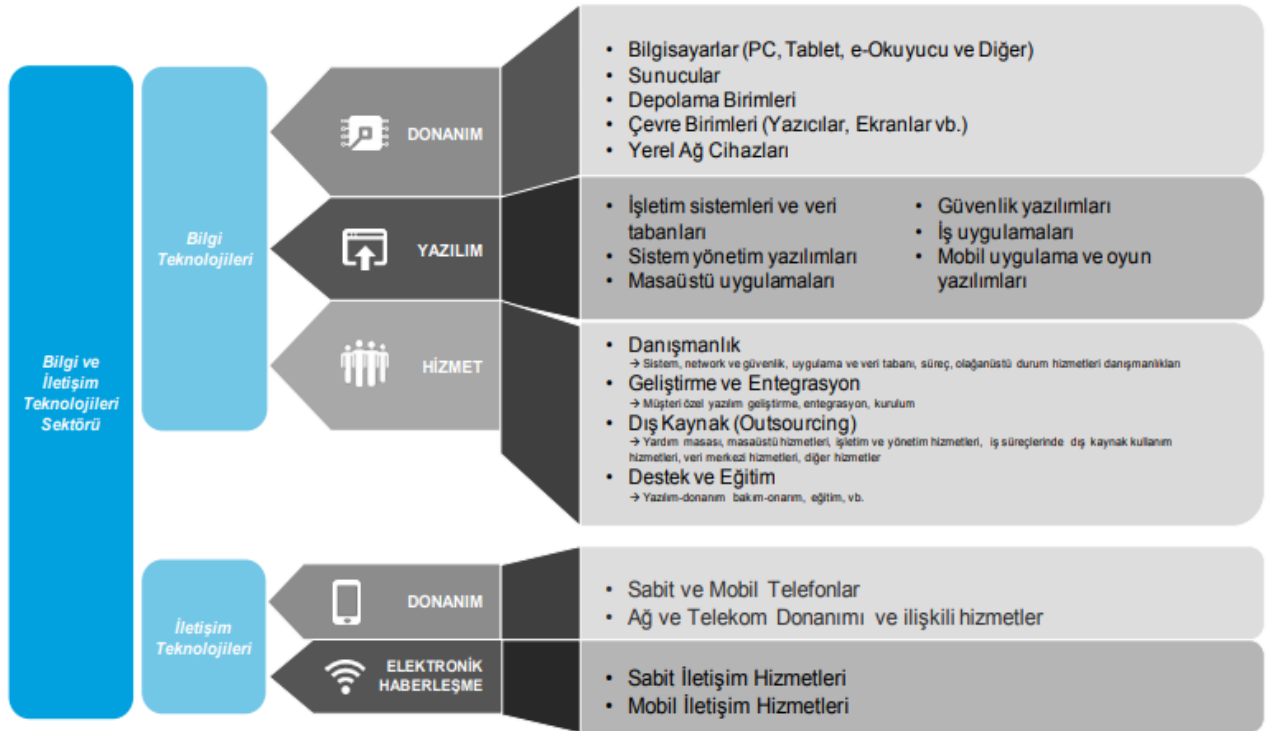 Bilgi ve
İletişim
Teknolojileri
Sektörü
Bilgi
Teknolojileri
DONANIM
• Bilgisayarlar (PC, Tablet, e-Okuyucu ve Diğer)
• Sunucular
• Depolama Birimleri
• Çevre Birimleri (Yazıcılar, Ekranlar vb.)
• Yerel Ağ Cihazları
YAZILIM
• İşletim sistemleri ve veri
tabanları
• Sistem yönetim yazılımları
• Masaüstü uygulamaları
• Güvenlik yazılımları
• İş uygulamaları
• Mobil uygulama ve oyun
yazılımları
HİZMET
• Danışmanlık
→ Sistem, network ve güvenlik, uygulama ve veri tabanı, süreç, olağanüstü durum hizmetleri danışmanlıkları
• Geliştirme ve Entegrasyon
→ Müşteri özel yazılım geliştirme, entegrasyon, kurulum
• Dış Kaynak (Outsourcing)
→ Yardım masası, masaüstü hizmetleri, işletim ve yönetim hizmetleri, iş süreçlerinde dış kaynak kullanım
hizmetleri, veri merkezi hizmetleri, diğer hizmetler
• Destek ve Eğitim
→ Yazılım-donanım bakım-onarım, eğitim, vb.
İletişim
Teknolojileri
DONANIM
• Sabit ve Mobil Telefonlar
• Ağ ve Telekom Donanımı ve ilişkili hizmetler
ELEKTRONİK
HABERLEŞME
• Sabit İletişim Hizmetleri
• Mobil İletişim Hizmetleri